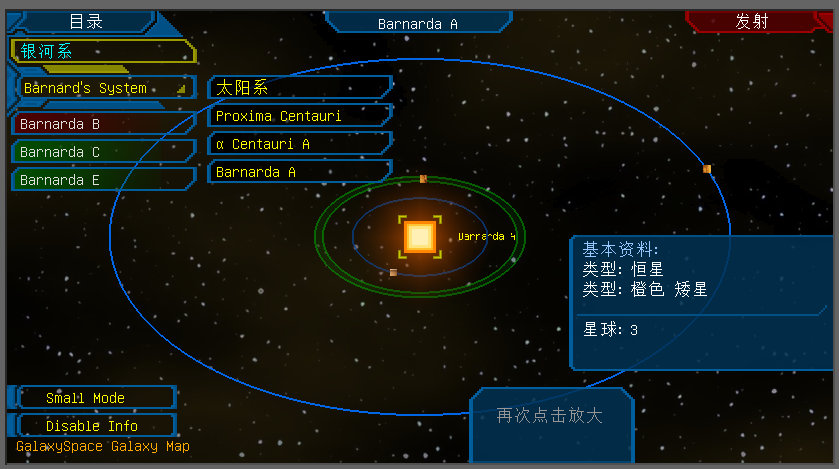 目录
Barnarda A
发射
银河系
Barnard's System
太阳系
Proxima Centauri
α Centauri A
Barnarda A
Barnarda B
Barnarda C
Barnarda E
Barnarda A
基本资料:
类型: 恒星
类型: 橙色 矮星
星球: 3
Small Mode
Disable Info
GalaxySpace Galaxy Map
再次点击放大